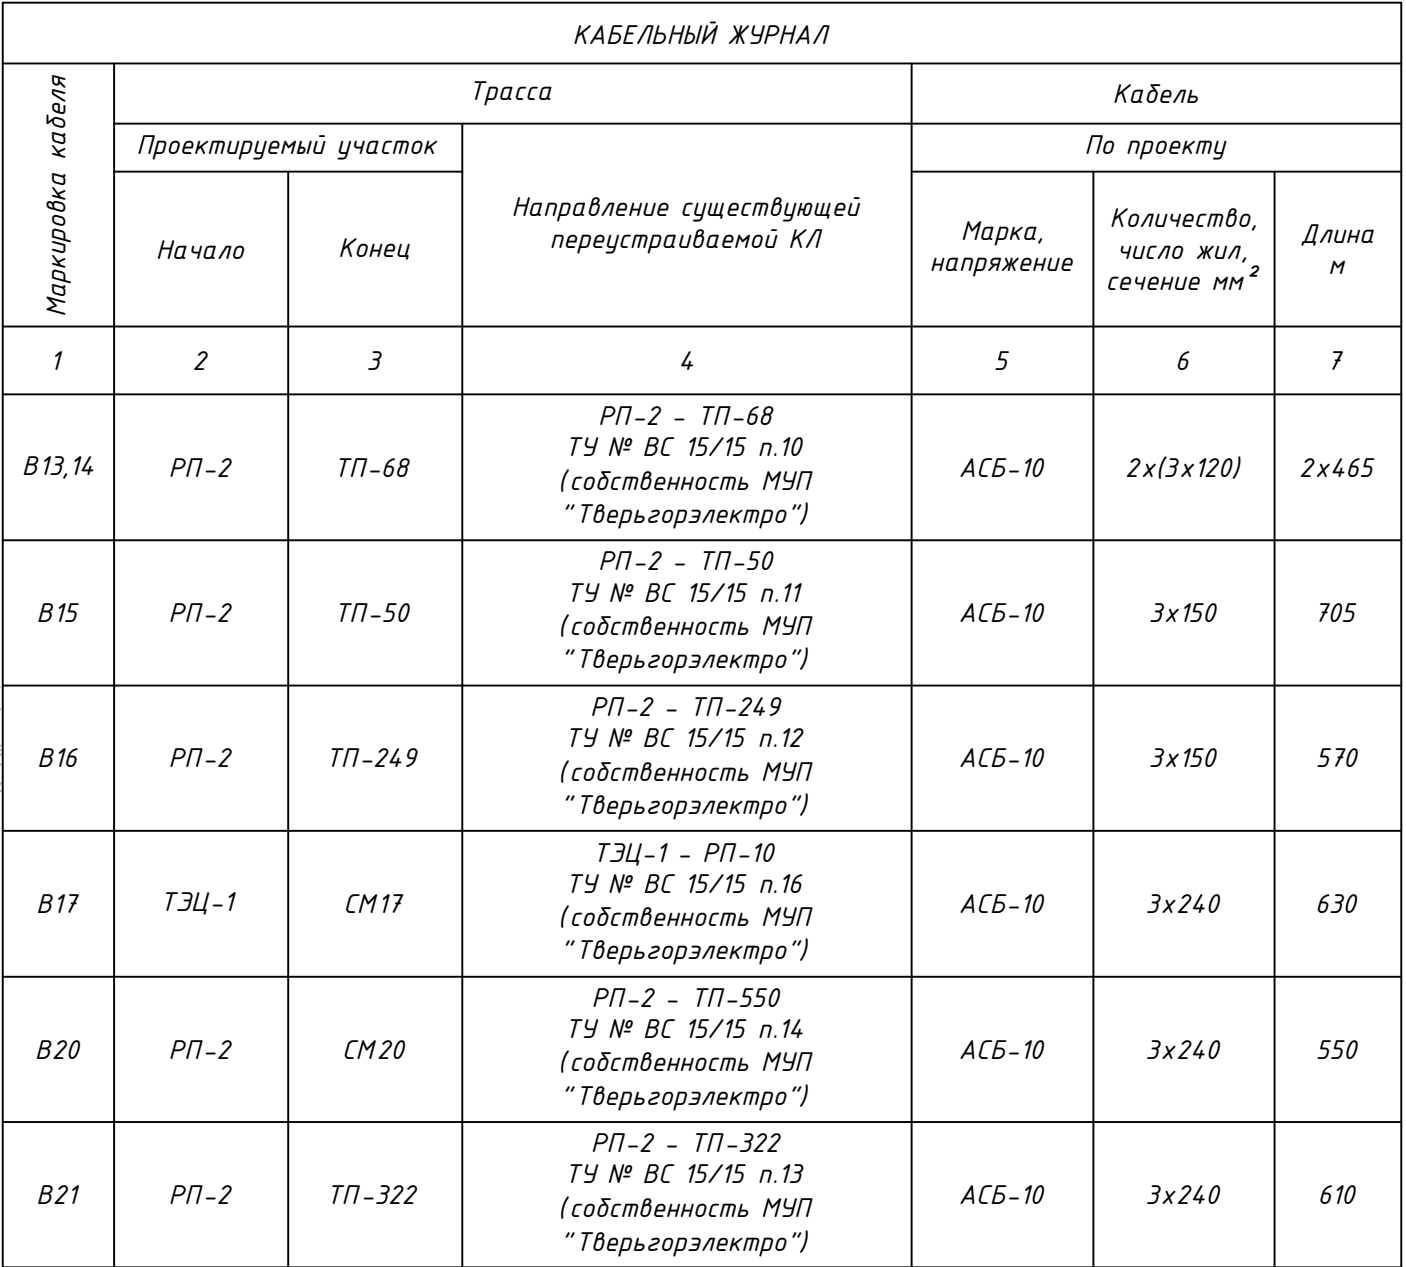 КАБЕЛЬНЫЙ ЖУРНАЛ
Маркировка кабеля
Трасса
Кабель
Проектируемый участок
По проекту
Начало
Конец
Направление существующей
переустраиваемой КЛ
Марка,
напряжение
Количество,
число жил,
сечение мм²
Длина
м
1 2 3 4 5 6 7
В13,14
РП-2
ТП-68
РП-2 - ТП-68
ТУ № ВС 15/15 п.10
(собственность МУП
"Тверьгорэлектро")
АСБ-10
2х(3х120)
2х465
В15
РП-2
ТП-50
РП-2 - ТП-50
ТУ № ВС 15/15 п.11
(собственность МУП
"Тверьгорэлектро")
АСБ-10
3х150
705
В16
РП-2
ТП-249
РП-2 - ТП-249
ТУ № ВС 15/15 п.12
(собственность МУП
"Тверьгорэлектро")
АСБ-10
3х150
570
В17
ТЭЦ-1
СМ17
ТЭЦ-1 - РП-10
ТУ № ВС 15/15 п.16
(собственность МУП
"Тверьгорэлектро")
АСБ-10
3х240
630
В20
РП-2
СМ20
РП-2 - ТП-550
ТУ № ВС 15/15 п.14
(собственность МУП
"Тверьгорэлектро")
АСБ-10
3х240
550
В21
РП-2
ТП-322
РП-2 - ТП-322
ТУ № ВС 15/15 п.13
(собственность МУП
"Тверьгорэлектро")
АСБ-10
3х240
610